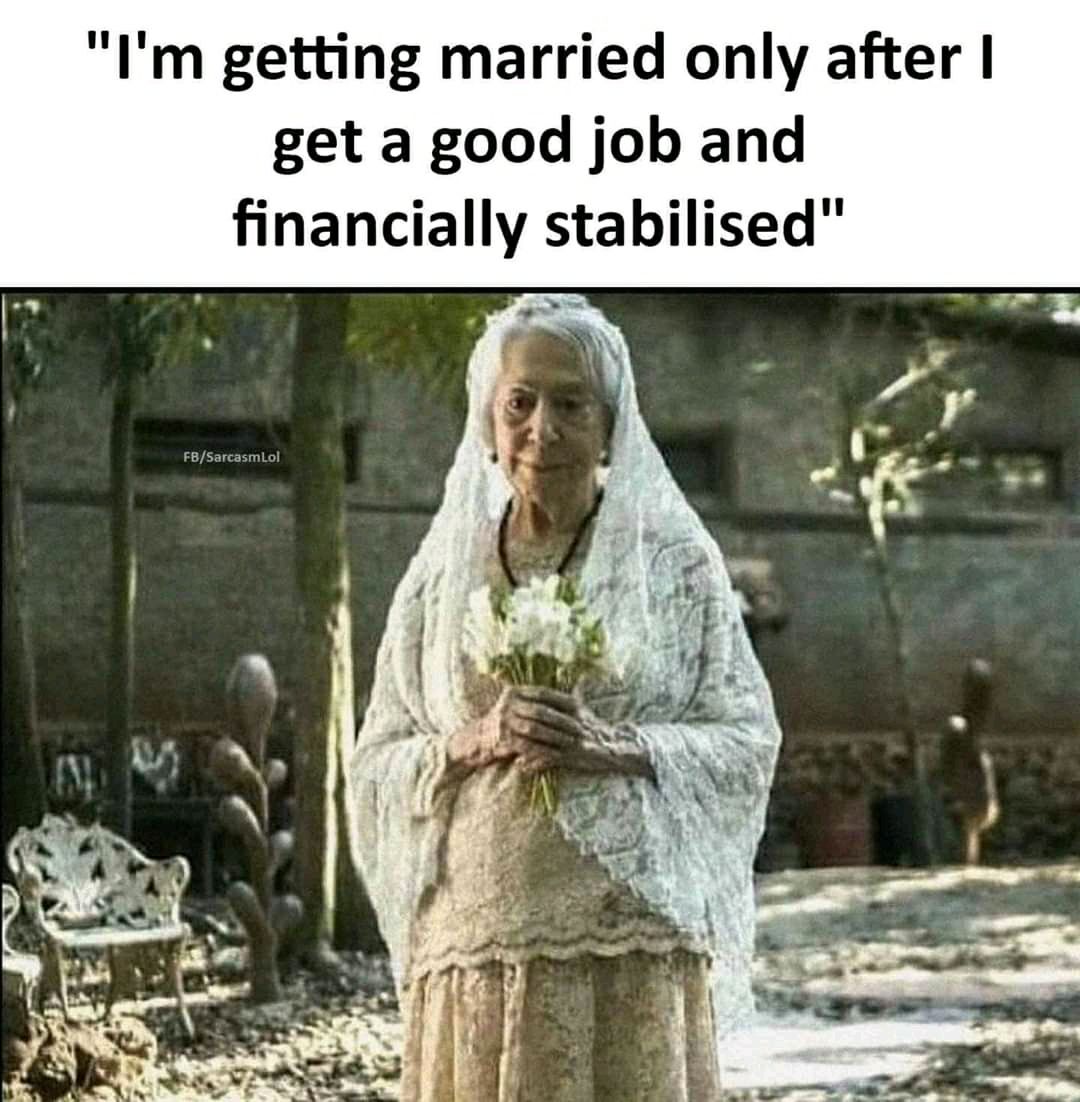 "I'm getting married only after I
get a good job and
financially stabilised"
FB/SarcasmLol